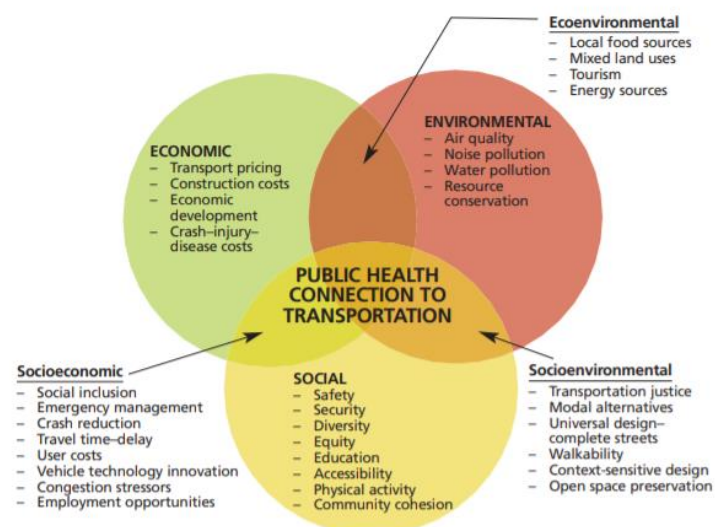 Ecoenvironmental
– Local food sources
– Mixed land uses
– Tourism
– Energy sources
ECONOMIC
– Transport pricing
– Construction costs
– Economic
development
– Crash–injury–
disease costs
ENVIRONMENTAL
– Air quality
– Noise pollution
– Water pollution
– Resource
conservation
PUBLIC HEALTH
CONNECTION TO
TRANSPORTATION
Socioeconomic
– Social inclusion
– Emergency management
– Crash reduction
– Travel time–delay
– User costs
– Vehicle technology innovation
– Congestion stressors
– Employment opportunities
SOCIAL
– Safety
– Security
– Diversity
– Equity
– Education
– Accessibility
– Physical activity
– Community cohesion
Socioenvironmental
– Transportation justice
– Modal alternatives
– Universal design–
complete streets
– Walkability
– Context-sensitive design
– Open space preservation